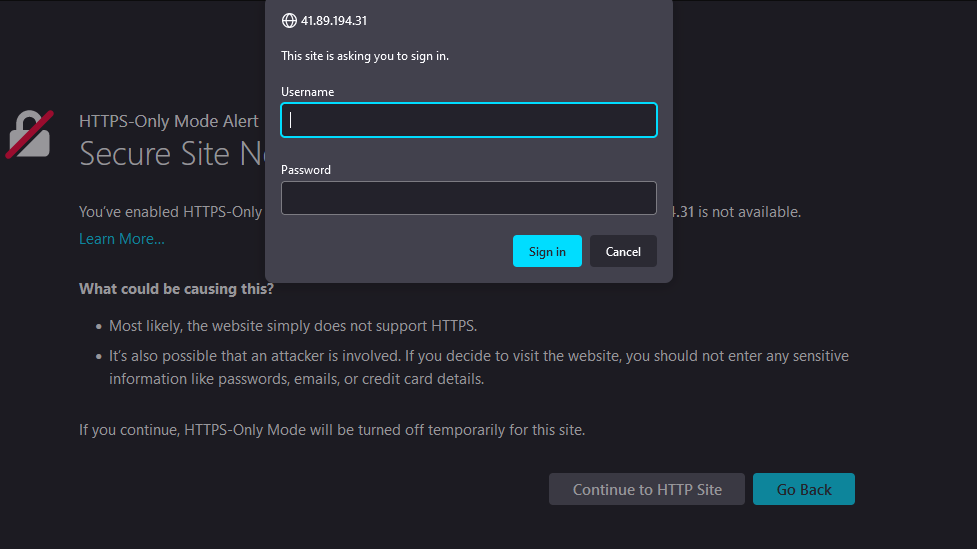 41.89.194.31
This site is asking you to sign in.
Username
Password
Sign in
Cancel
HTTPS-Only Mode Alert
Secure Site
You've enabled HTTPS-Only
.31 is not available.
Learn More...
What could be causing this?
Most likely, the website simply does not support HTTPS.
It's also possible that an attacker is involved. If you decide to visit the website, you should not enter any sensitive
information like passwords, emails, or credit card details.
If you continue, HTTPS-Only Mode will be turned off temporarily for this site.
Continue to HTTP Site
Go Back